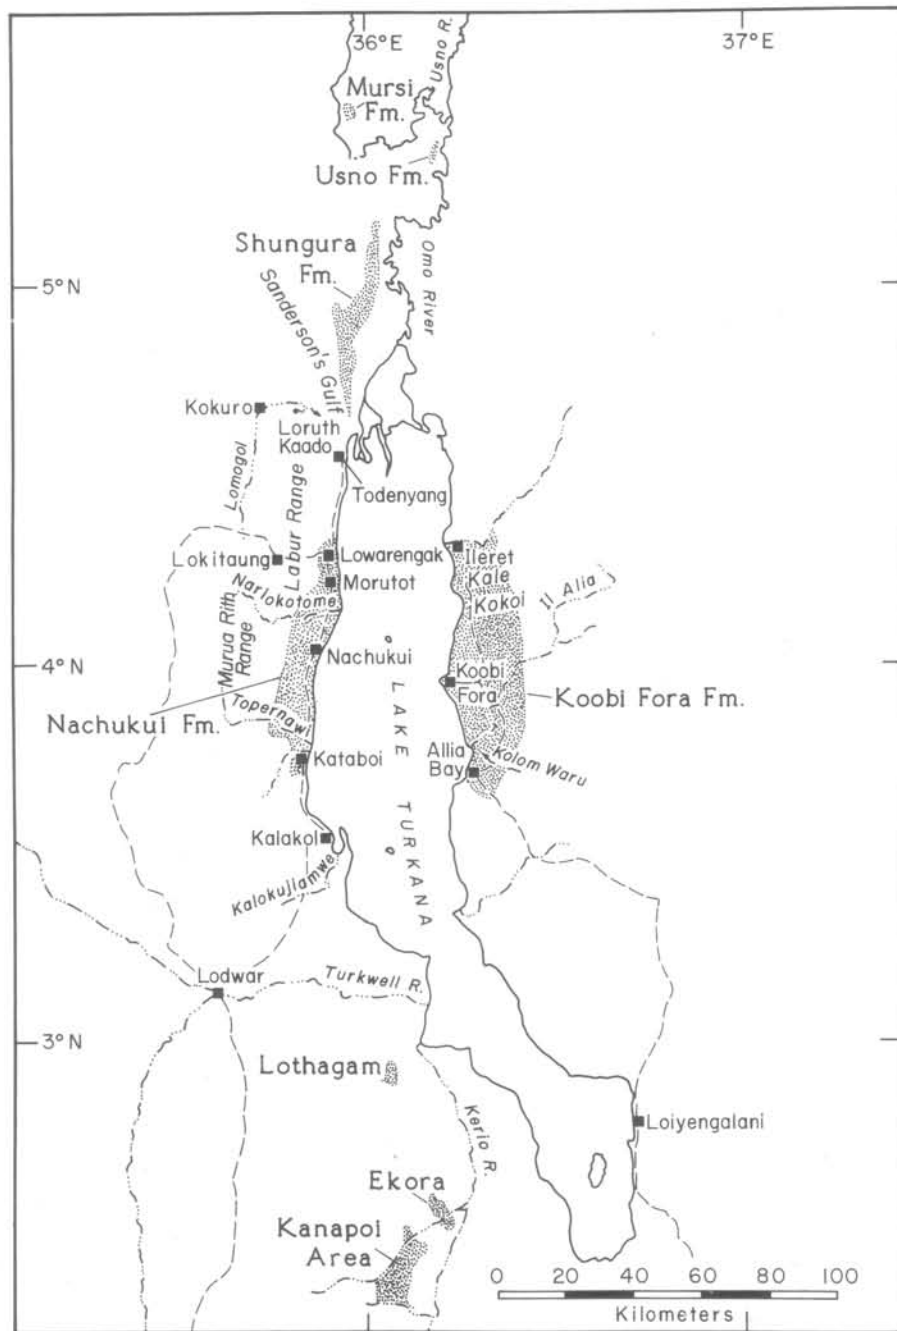 36°E
37°E
Usno R.
Mursi
Fm.
Usno Fm.
Shungura
Fm.
Omo River
5°N
Sanderson's Gulf
Kokuro
Loruth
Kaado
Lomogol
Labur Range
Todenyang
Lokitaung
Lowarengak
Ileret
Kale
Morutot
Kokoi
Il Alia
Nariokotome
Murua Rith
Range
4°N
Nachukui
Koobi
Fora
Koobi Fora Fm.
Nachukui Fm.
Topernawi
LAKE TURKANA
Allia
Bay
Kolom Waru
Kataboi
Kalakol
Kalokujiamwe
Lodwar
Turkwell R.
3°N
Lothagam
Kerio R.
Loiyengalani
Ekora
Kanapoi
Area
0 20 40 60 80 100
Kilometers